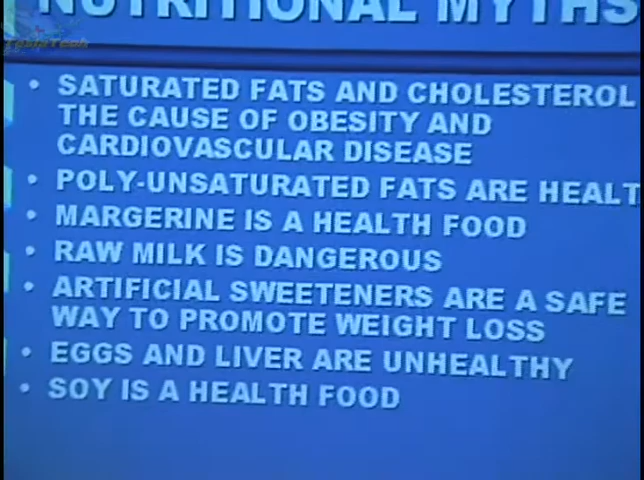 NUTRITIONAL MYTHS
• SATURATED FATS AND CHOLESTEROL
THE CAUSE OF OBESITY AND
CARDIOVASCULAR DISEASE
• POLY-UNSATURATED FATS ARE HEALT
• MARGERINE IS A HEALTH FOOD
• RAW MILK IS DANGEROUS
• ARTIFICIAL SWEETENERS ARE A SAFE
WAY TO PROMOTE WEIGHT LOSS
• EGGS AND LIVER ARE UNHEALTHY
• SOY IS A HEALTH FOOD